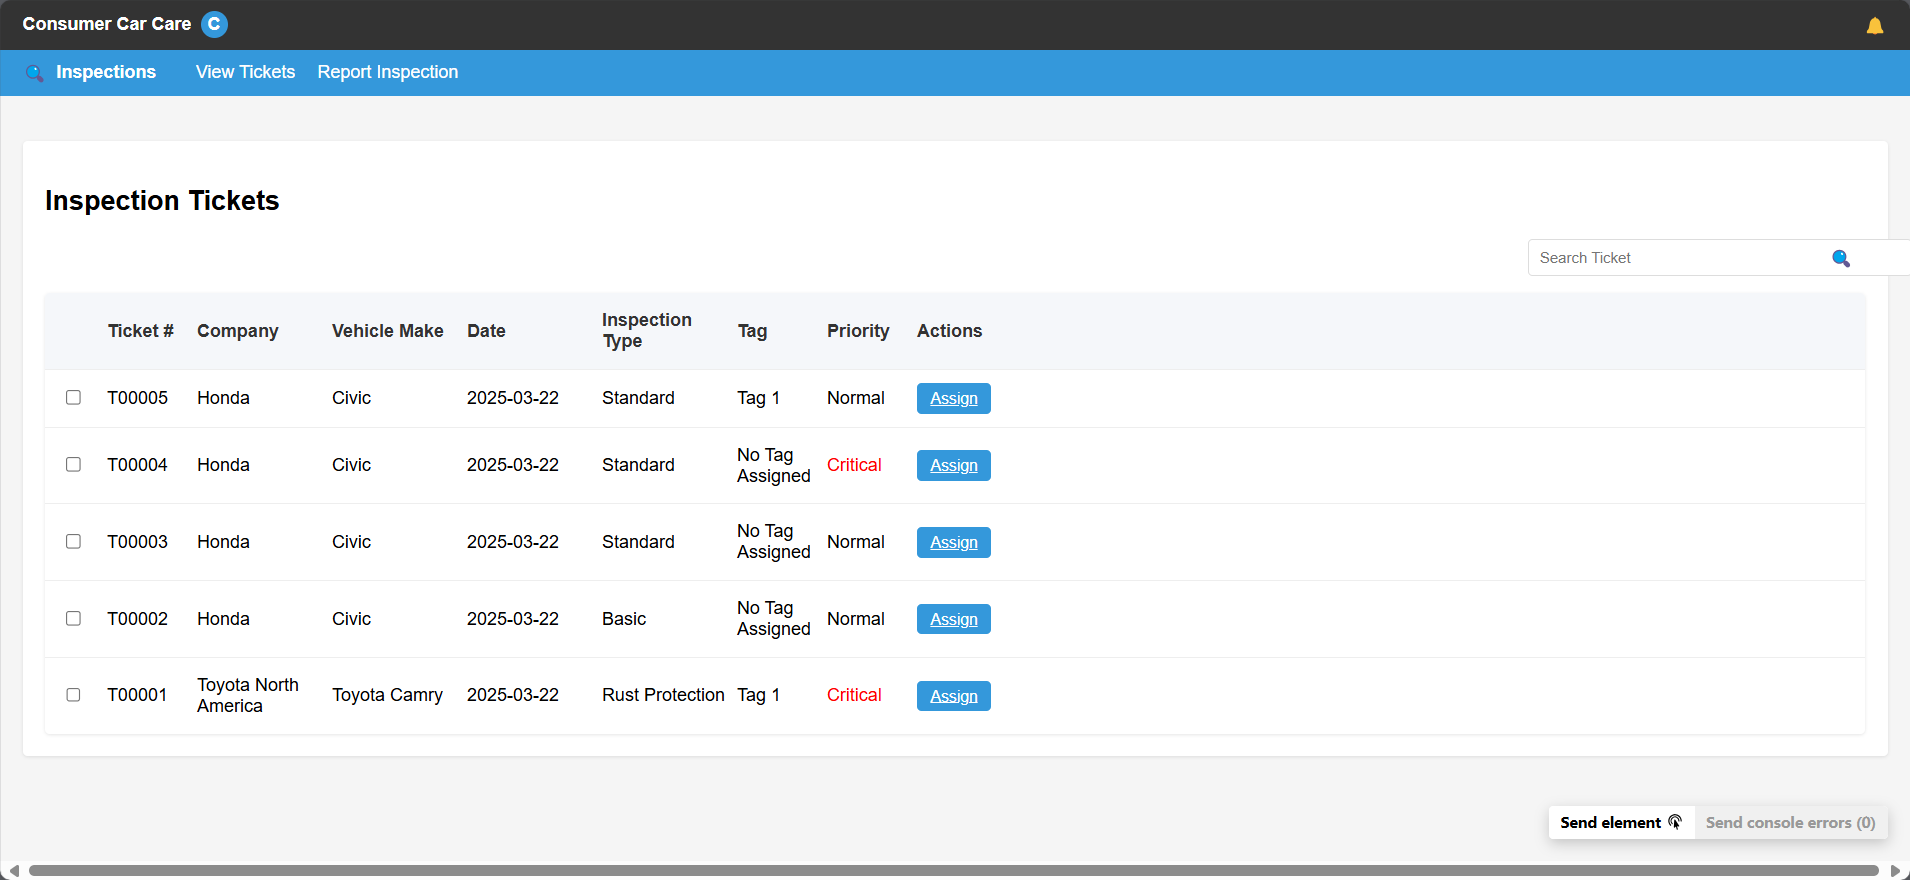 Consumer Car Care C
Inspections View Tickets Report Inspection
Inspection Tickets
Search Ticket
Ticket # Company Vehicle Make Date Inspection Type Tag Priority Actions
T00005 Honda Civic 2025-03-22 Standard Tag 1 Normal Assign
T00004 Honda Civic 2025-03-22 Standard No Tag Assigned Critical Assign
T00003 Honda Civic 2025-03-22 Standard No Tag Assigned Normal Assign
T00002 Honda Civic 2025-03-22 Basic No Tag Assigned Normal Assign
T00001 Toyota North America Toyota Camry 2025-03-22 Rust Protection Tag 1 Critical Assign
Send element Send console errors (0)